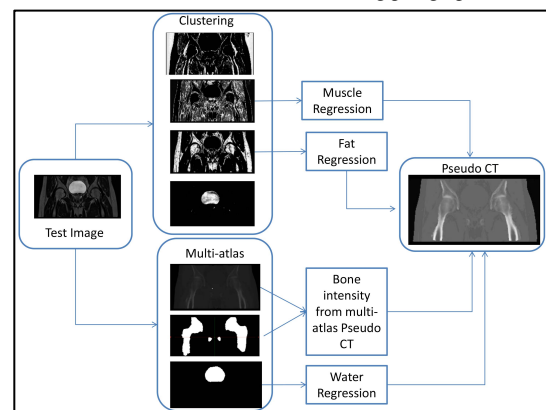 Clustering
Muscle
Regression
Fat
Regression
Pseudo CT
Test Image
Multi-atlas
Bone
intensity
from multi-
atlas Pseudo
CT
Water
Regression